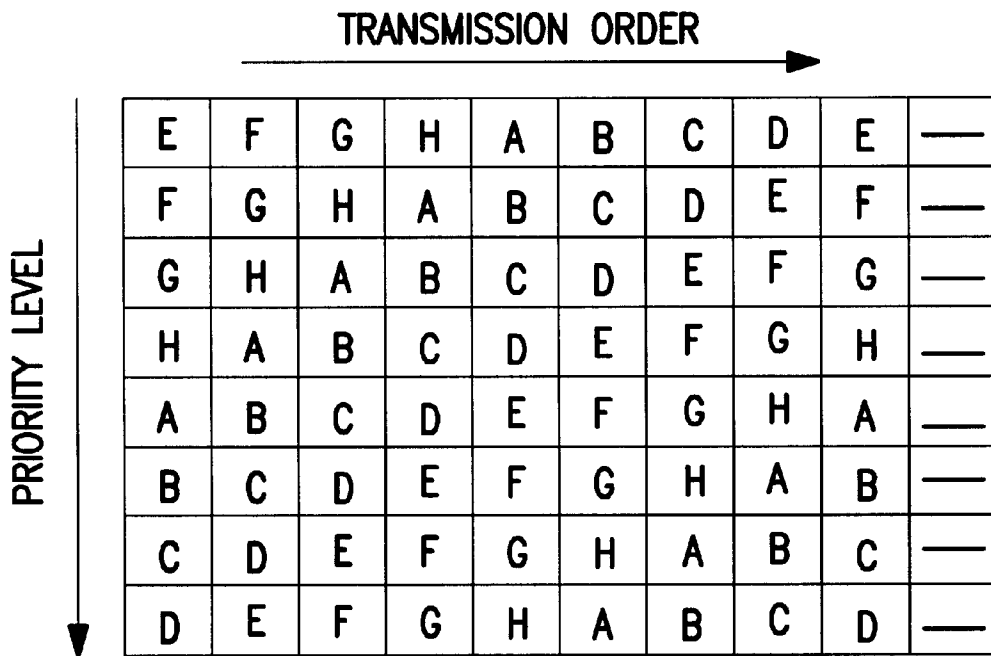 TRANSMISSION ORDER
PRIORITY LEVEL
E F G H A B C D E —
F G H A B C D E F —
G H A B C D E F G —
H A B C D E F G H —
A B C D E F G H A —
B C D E F G H A B —
C D E F G H A B C —
D E F G H A B C D —